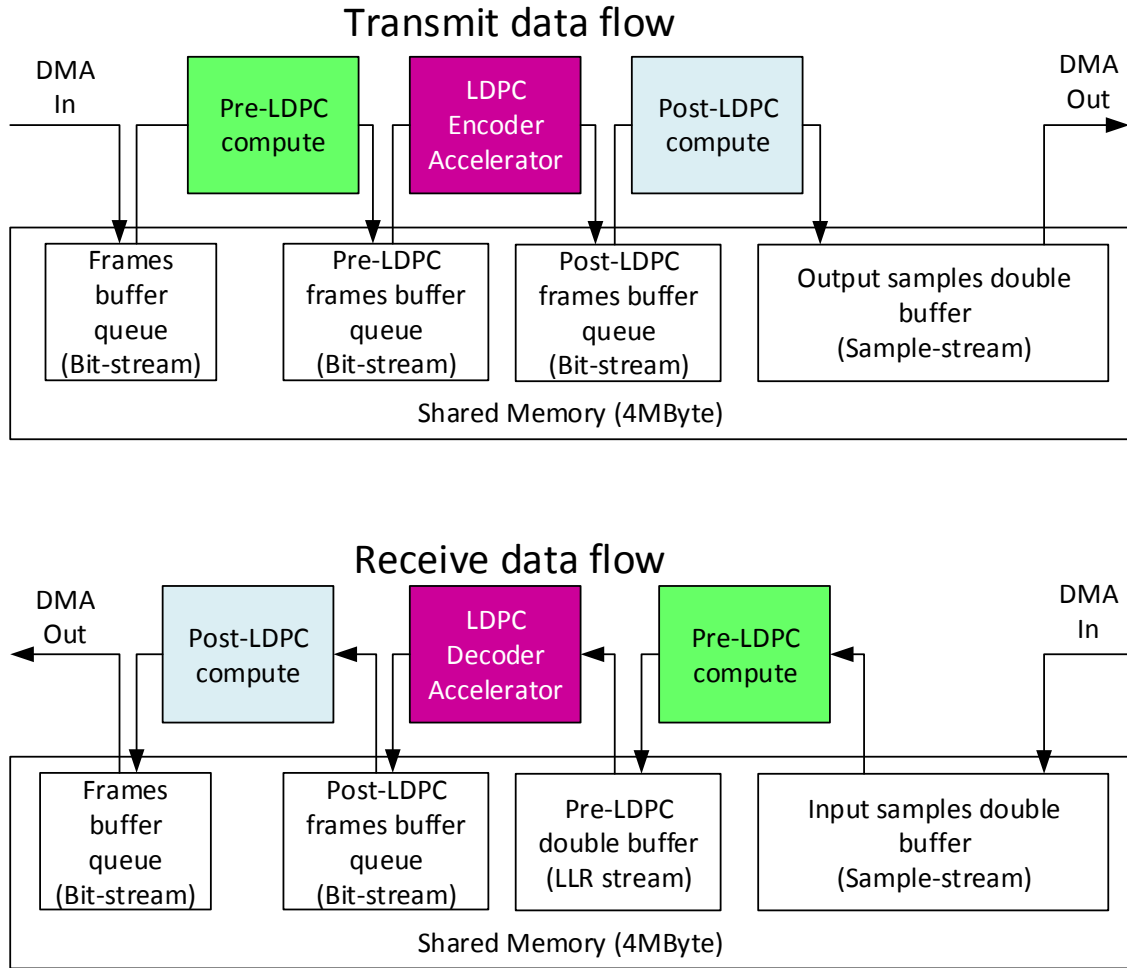 Transmit data flow
DMA
In
Pre-LDPC
compute
LDPC
Encoder
Accelerator
Post-LDPC
compute
DMA
Out
Frames
buffer
queue
(Bit-stream)
Pre-LDPC
frames buffer
queue
(Bit-stream)
Post-LDPC
frames buffer
queue
(Bit-stream)
Output samples double
buffer
(Sample-stream)
Shared Memory (4MByte)
Receive data flow
DMA
Out
Post-LDPC
compute
LDPC
Decoder
Accelerator
Pre-LDPC
compute
DMA
In
Frames
buffer
queue
(Bit-stream)
Post-LDPC
frames buffer
queue
(Bit-stream)
Pre-LDPC
double buffer
(LLR stream)
Input samples double
buffer
(Sample-stream)
Shared Memory (4MByte)